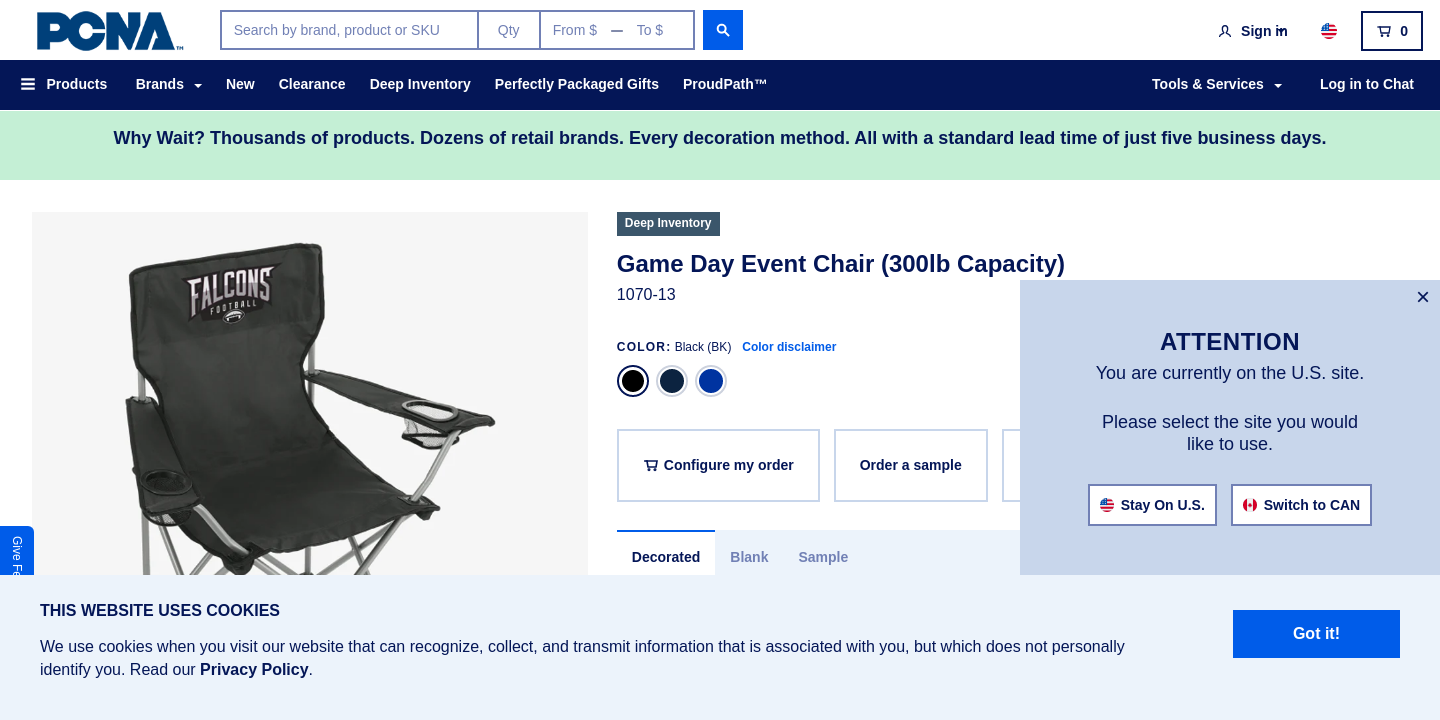 PCNA™
Search by brand, product or SKU
Qty
From $ — To $
Sign in
0
Products
Brands
New
Clearance
Deep Inventory
Perfectly Packaged Gifts
ProudPath™
Tools & Services
Log in to Chat
Why Wait? Thousands of products. Dozens of retail brands. Every decoration method. All with a standard lead time of just five business days.
FALCONS
FOOTBALL
Deep Inventory
Game Day Event Chair (300lb Capacity)
1070-13
COLOR: Black (BK) Color disclaimer
Configure my order
Order a sample
Decorated
Blank
Sample
×
ATTENTION
You are currently on the U.S. site.
Please select the site you would
like to use.
Stay On U.S.
Switch to CAN
Give
THIS WEBSITE USES COOKIES
We use cookies when you visit our website that can recognize, collect, and transmit information that is associated with you, but which does not personally
identify you. Read our Privacy Policy.
Got it!